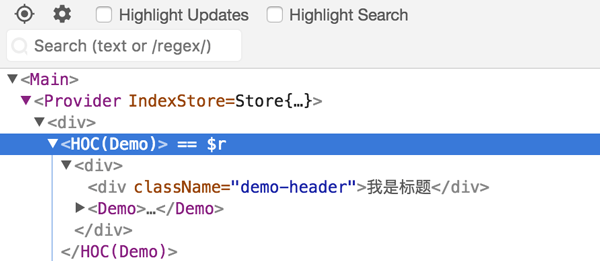 Highlight Updates Highlight Search
Search (text or /regex/)
<Main>
<Provider IndexStore=Store{…}>
<div>
<HOC(Demo)> == $r
<div>
<div className="demo-header">我是标题</div>
<Demo>…</Demo>
</div>
</HOC(Demo)>